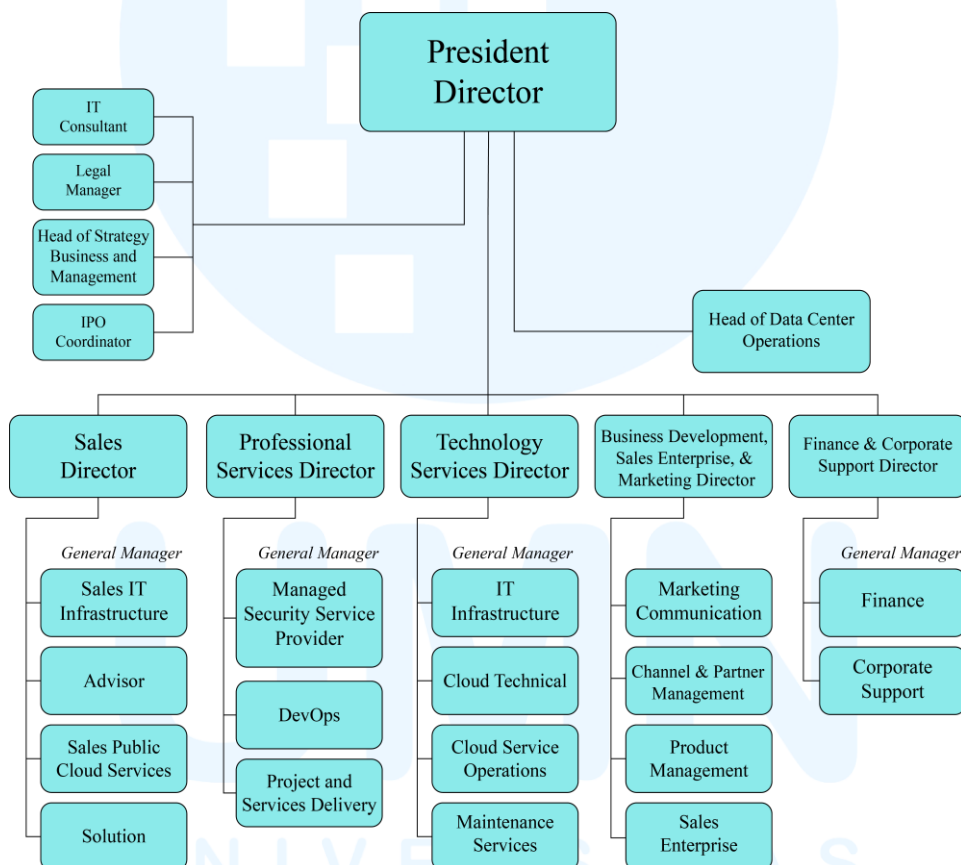 President
Director
IT
Consultant
Legal
Manager
Head of Strategy
Business and
Management
IPO
Coordinator
Head of Data Center
Operations
Sales
Director
Professional
Services Director
Technology
Services Director
Business Development,
Sales Enterprise, &
Marketing Director
Finance & Corporate
Support Director
General Manager
Sales IT
Infrastructure
Advisor
Sales Public
Cloud Services
Solution
General Manager
Managed
Security Service
Provider
DevOps
Project and
Services Delivery
General Manager
IT
Infrastructure
Cloud Technical
Cloud Service
Operations
Maintenance
Services
Marketing
Communication
Channel & Partner
Management
Product
Management
Sales
Enterprise
General Manager
Finance
Corporate
Support
UMN